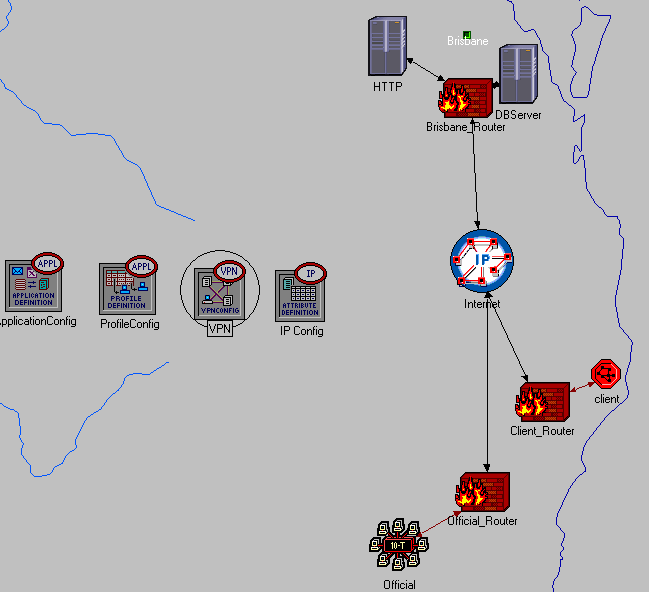 Brisbane
HTTP
DBServer
Brisbane_Router
IP
Internet
APPL
APPLICATION
DEFINITION
ApplicationConfig
APPL
PROFILE
DEFINITION
ProfileConfig
VPN
VPNCONFIG
VPN
IP
ATTRIBUTE
DEFINITION
IP Config
client
Client_Router
Official_Router
10-T
Official